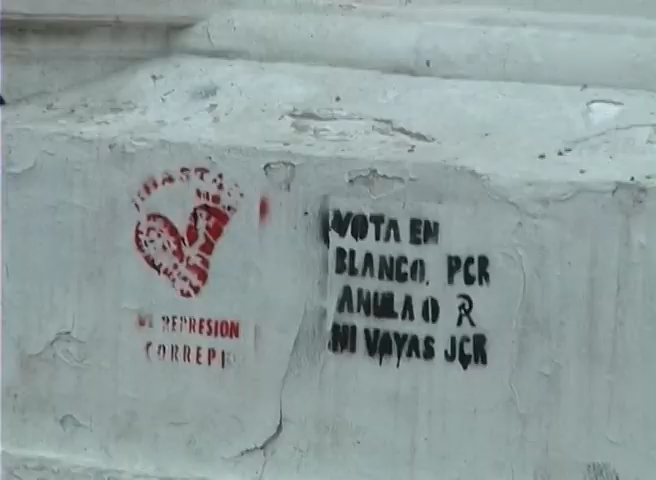 BASTA
DE REPRESION
CORREPI
VOTA EN
BLANCO, PCR
ANULA O
NI VAYAS JCR